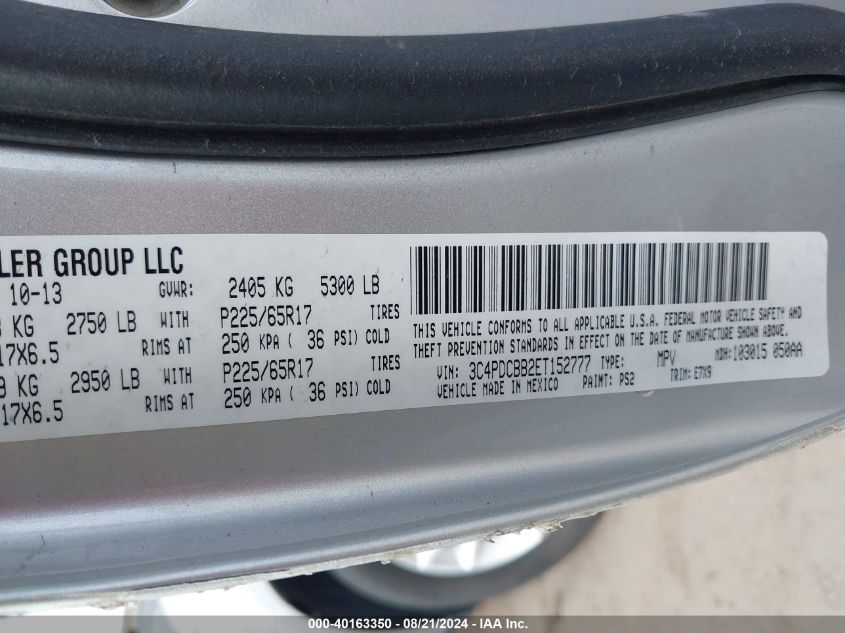 LER GROUP LLC
10-13 GVWR: 2405 KG 5300 LB
KG 2750 LB WITH P225/65R17 TIRES
17X6.5 RIMS AT 250 KPA ( 36 PSI) COLD
KG 2950 LB WITH P225/65R17 TIRES
17X6.5 RIMS AT 250 KPA ( 36 PSI) COLD
THIS VEHICLE CONFORMS TO ALL APPLICABLE U.S.A. FEDERAL MOTOR VEHICLE SAFETY AND
THEFT PREVENTION STANDARDS IN EFFECT ON THE DATE OF MANUFACTURE SHOWN ABOVE.
VIN: 3C4PDCBB2ET152777 TYPE: MPV MDH: 103015 050AA
VEHICLE MADE IN MEXICO PAINT: PS2 TRIM: E7X9
000-40163350 - 08/21/2024 - IAA Inc.